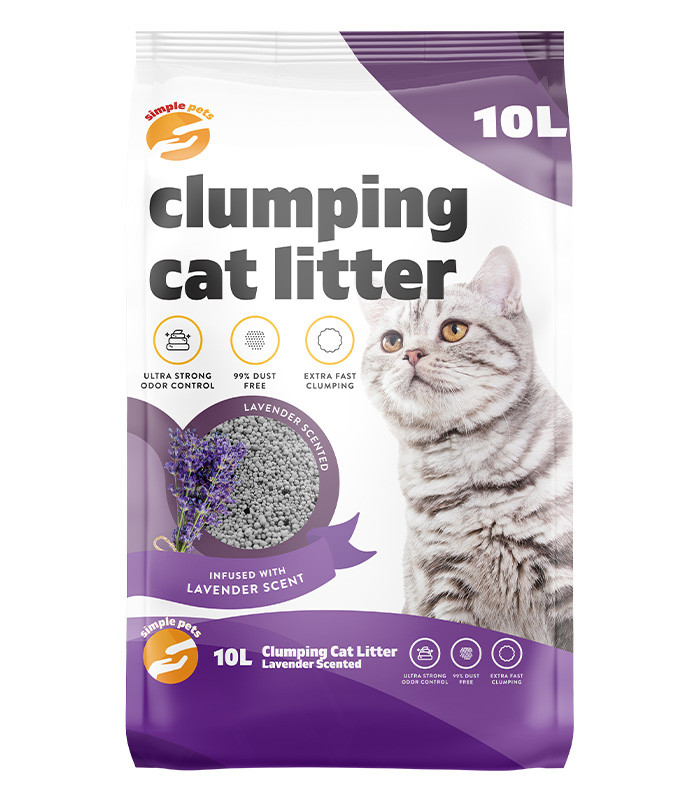 simple pets
10L
clumping
cat litter
ULTRA STRONG
ODOR CONTROL
99% DUST
FREE
EXTRA FAST
CLUMPING
LAVENDER SCENTED
INFUSED WITH
LAVENDER SCENT
simple pets
10L
Clumping Cat Litter
Lavender Scented
ULTRA STRONG
ODOR CONTROL
99% DUST
FREE
EXTRA FAST
CLUMPING